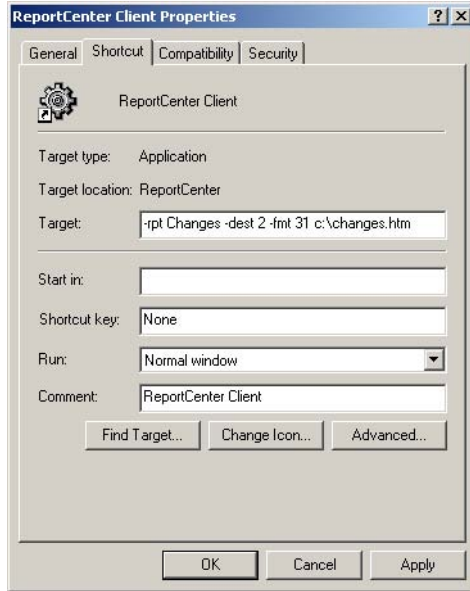 ReportCenter Client Properties
General Shortcut Compatibility Security
ReportCenter Client
Target type: Application
Target location: ReportCenter
Target: -rpt Changes -dest 2 -fmt 31 c:\changes.htm
Start in:
Shortcut key: None
Run: Normal window
Comment: ReportCenter Client
Find Target... Change Icon... Advanced...
OK Cancel Apply